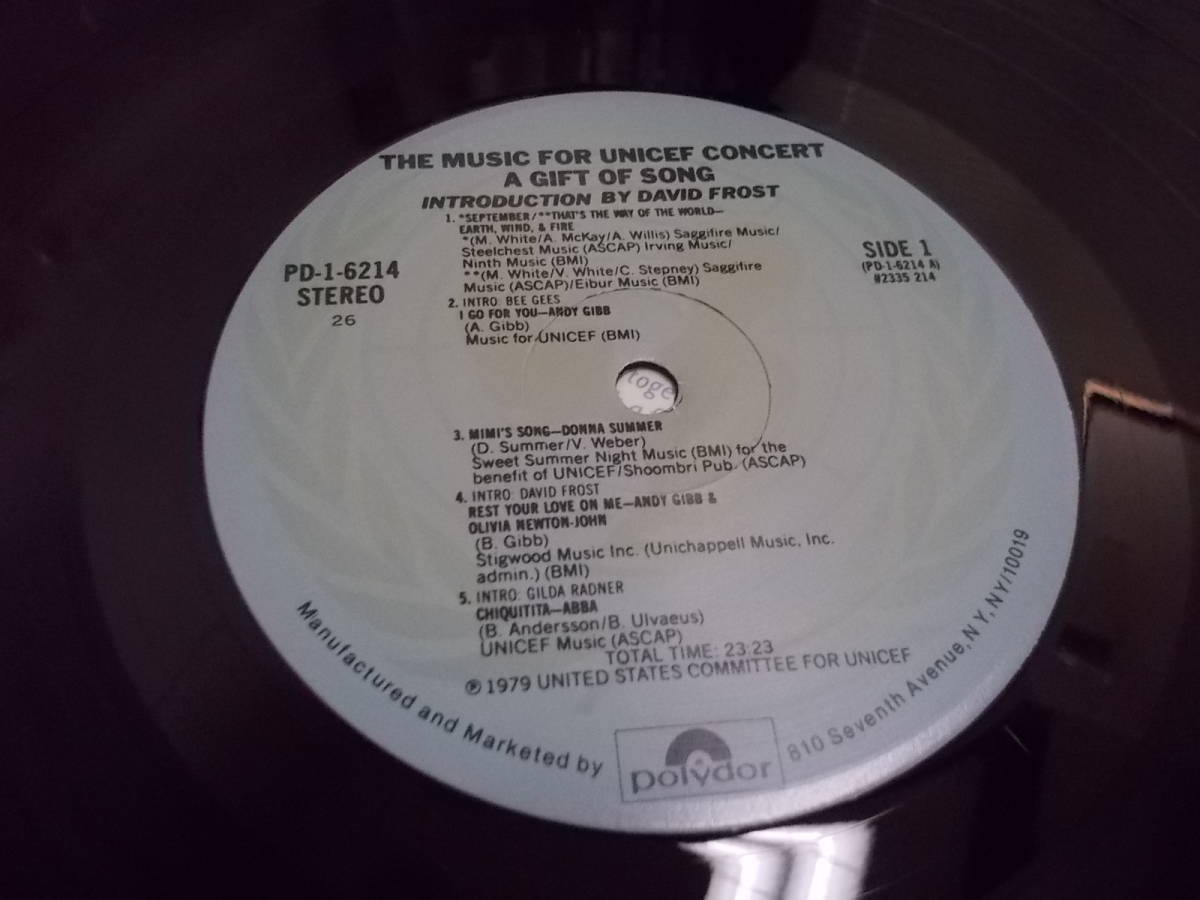 THE MUSIC FOR UNICEF CONCERT
A GIFT OF SONG
INTRODUCTION BY DAVID FROST
1. *SEPTEMBER/**THAT'S THE WAY OF THE WORLD—
EARTH, WIND, & FIRE
*(M. White/A. McKay/A. Willis) Saggifire Music/
Steelchest Music (ASCAP) Irving Music/
Ninth Music (BMI)
**(M. White/V. White/C. Stepney) Saggifire
Music (ASCAP)/Eibur Music (BMI)
PD-1-6214
STEREO
26
SIDE 1
(PD-1-6214 A)
#2335 214
2. INTRO: BEE GEES
I GO FOR YOU—ANDY GIBB
(A. Gibb)
Music for UNICEF (BMI)
toge
3. MIMI'S SONG—DONNA SUMMER
(D. Summer/V. Weber)
Sweet Summer Night Music (BMI) for the
benefit of UNICEF/Shoombri Pub. (ASCAP)
4. INTRO: DAVID FROST
REST YOUR LOVE ON ME—ANDY GIBB &
OLIVIA NEWTON-JOHN
(B. Gibb)
Stigwood Music Inc. (Unichappell Music, Inc.
admin.) (BMI)
5. INTRO: GILDA RADNER
CHIQUITITA—ABBA
(B. Andersson/B. Ulvaeus)
UNICEF Music (ASCAP)
TOTAL TIME: 23:23
℗ 1979 UNITED STATES COMMITTEE FOR UNICEF
Manufactured and Marketed by
polydor
810 Seventh Avenue, N.Y., NY/10019